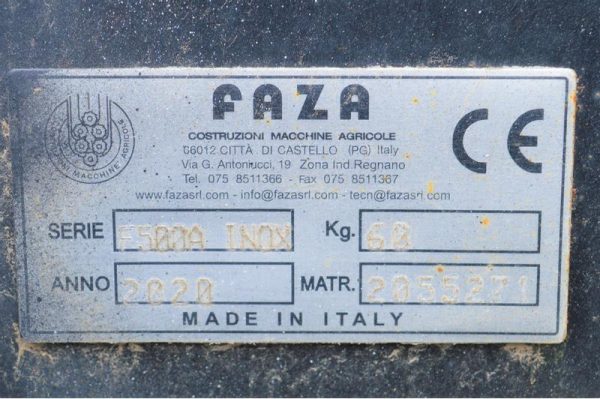 FAZA
COSTRUZIONI MACCHINE AGRICOLE
06012 CITTÀ DI CASTELLO (PG) Italy
Via G. Antoniucci, 19 Zona Ind.Regnano
Tel. 075 8511366 - Fax 075 8511367
www.fazasrl.com - info@fazasrl.com - tecn@fazasrl.com
CE
SERIE F500A INOX Kg. 60
ANNO 2020 MATR. 2055271
MADE IN ITALY